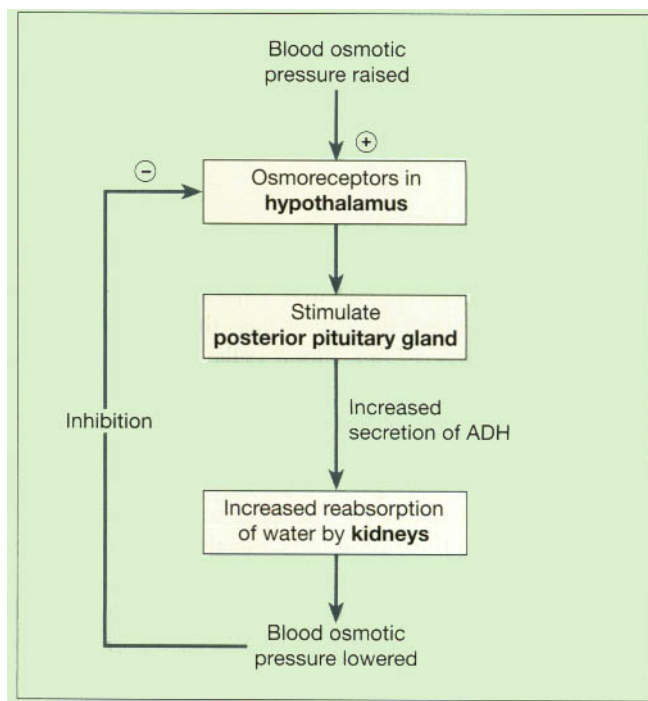 Blood osmotic
pressure raised
+
−
Osmoreceptors in
hypothalamus
Stimulate
posterior pituitary gland
Increased
secretion of ADH
Inhibition
Increased reabsorption
of water by kidneys
Blood osmotic
pressure lowered